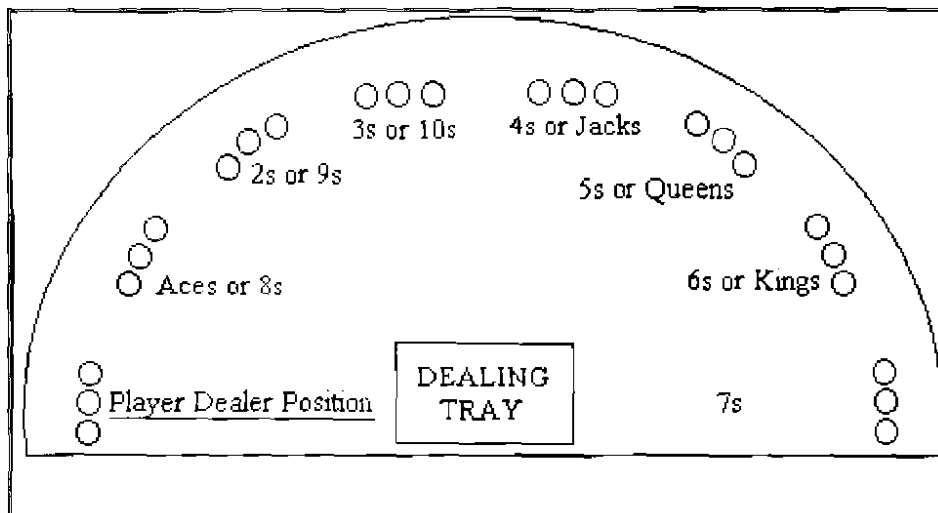 3s or 10s
4s or Jacks
2s or 9s
5s or Queens
Aces or 8s
6s or Kings
Player Dealer Position
DEALING
TRAY
7s